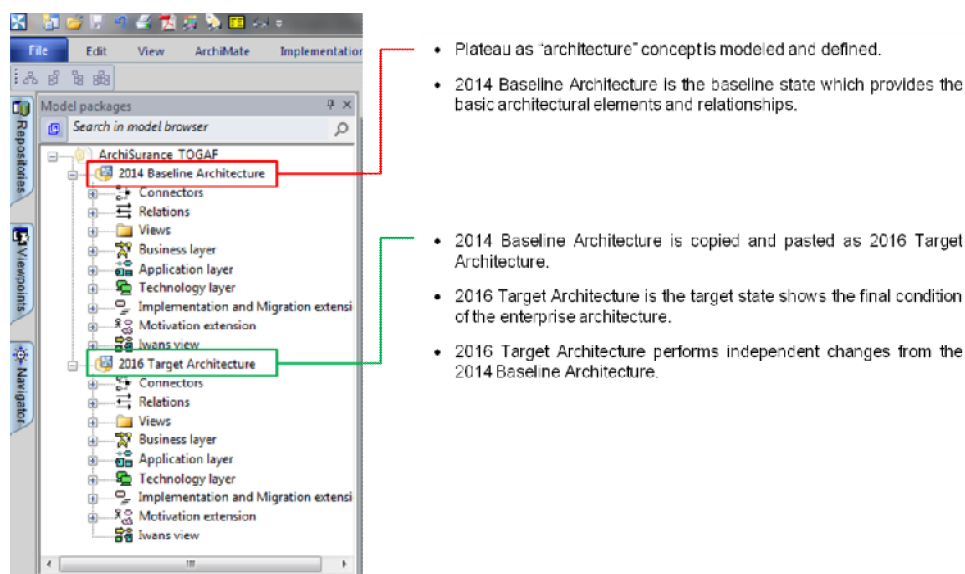 File Edit View ArchiMate Implementation
Model packages
Search in model browser
Repositories
Viewpoints
Navigator
ArchiSurance TOGAF
2014 Baseline Architecture
Connectors
Relations
Views
Business layer
Application layer
Technology layer
Implementation and Migration extensi
Motivation extension
Iwans view
2016 Target Architecture
Connectors
Relations
Views
Business layer
Application layer
Technology layer
Implementation and Migration extensi
Motivation extension
Iwans view
• Plateau as “architecture” concept is modeled and defined.
• 2014 Baseline Architecture is the baseline state which provides the
basic architectural elements and relationships.
• 2014 Baseline Architecture is copied and pasted as 2016 Target
Architecture.
• 2016 Target Architecture is the target state shows the final condition
of the enterprise architecture.
• 2016 Target Architecture performs independent changes from the
2014 Baseline Architecture.